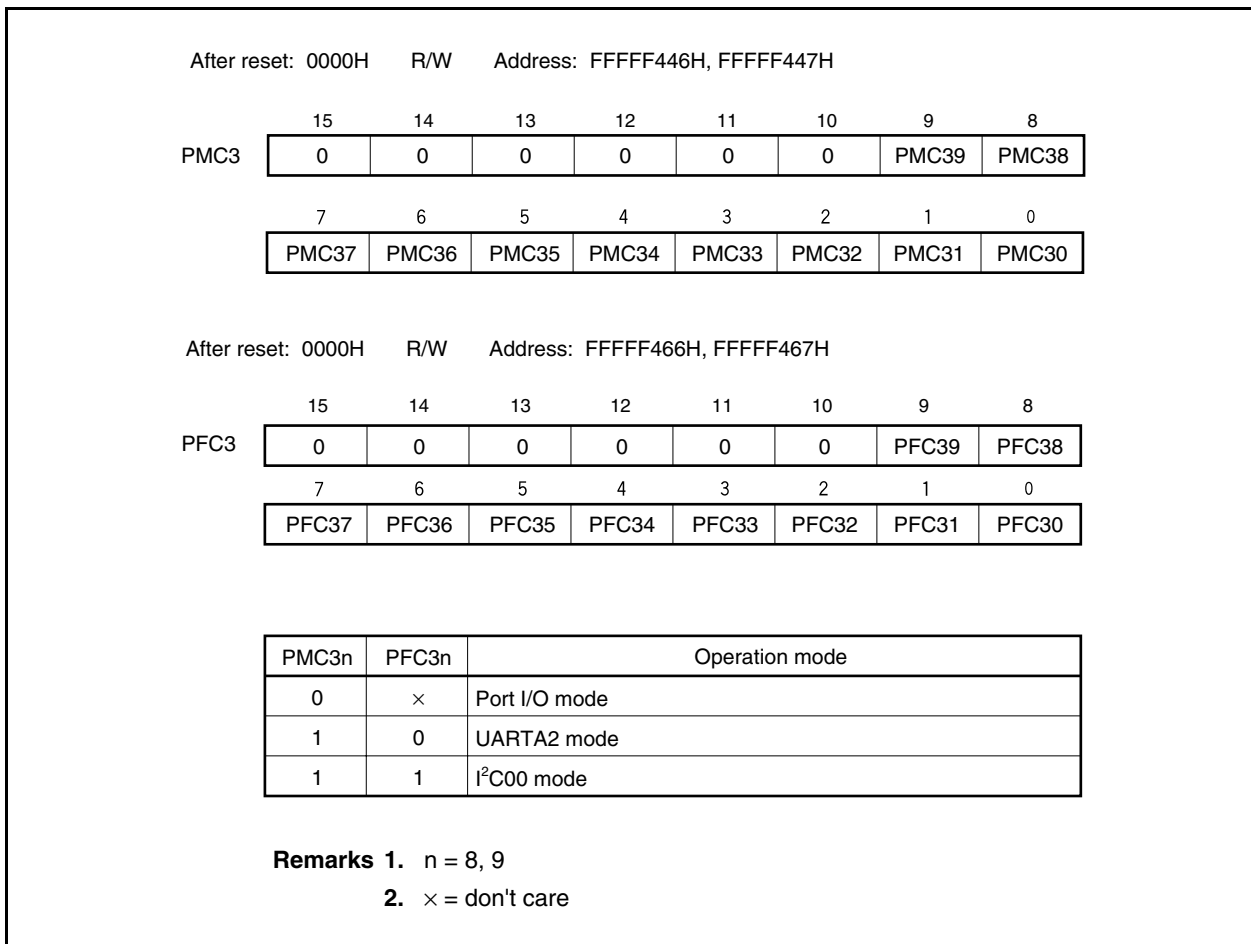 After reset: 0000H R/W Address: FFFFF446H, FFFFF447H
15 14 13 12 11 10 9 8
PMC3 0 0 0 0 0 0 PMC39 PMC38
7 6 5 4 3 2 1 0
PMC37 PMC36 PMC35 PMC34 PMC33 PMC32 PMC31 PMC30
After reset: 0000H R/W Address: FFFFF466H, FFFFF467H
15 14 13 12 11 10 9 8
PFC3 0 0 0 0 0 0 PFC39 PFC38
7 6 5 4 3 2 1 0
PFC37 PFC36 PFC35 PFC34 PFC33 PFC32 PFC31 PFC30
PMC3n PFC3n Operation mode
0 × Port I/O mode
1 0 UARTA2 mode
1 1 I²C00 mode
Remarks 1. n = 8, 9
2. × = don't care